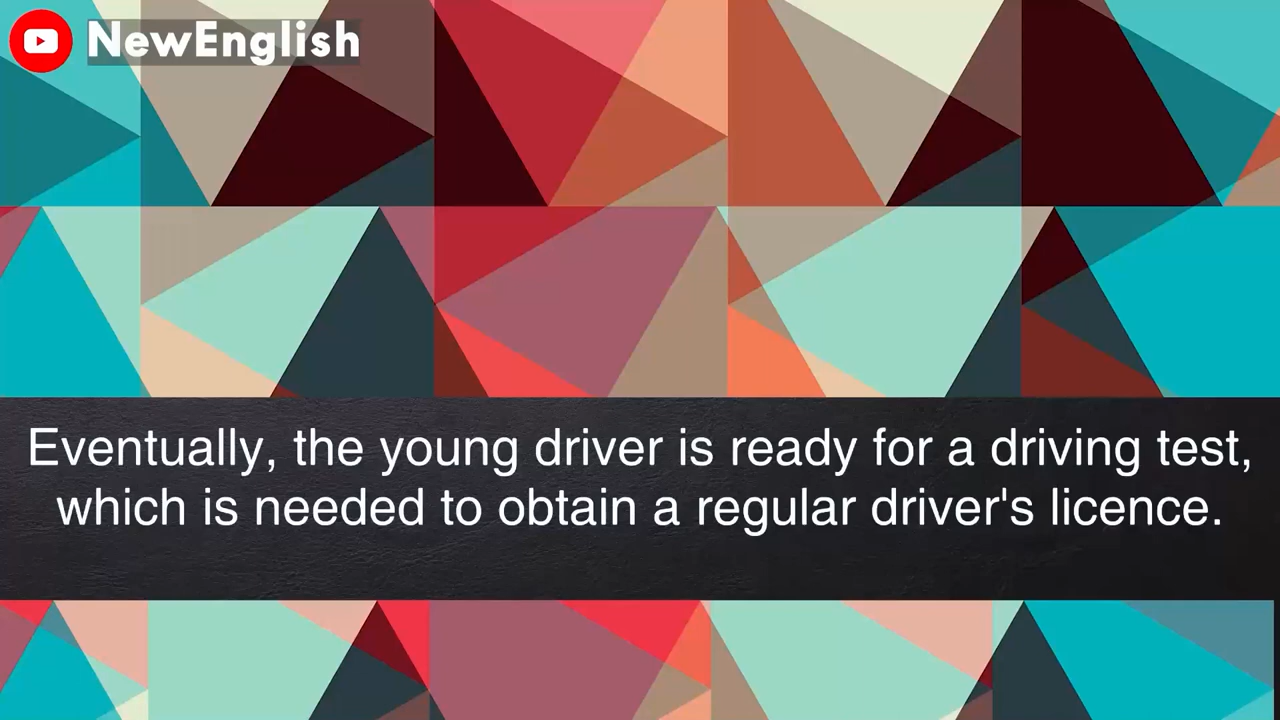 NewEnglish
Eventually, the young driver is ready for a driving test,
which is needed to obtain a regular driver's licence.